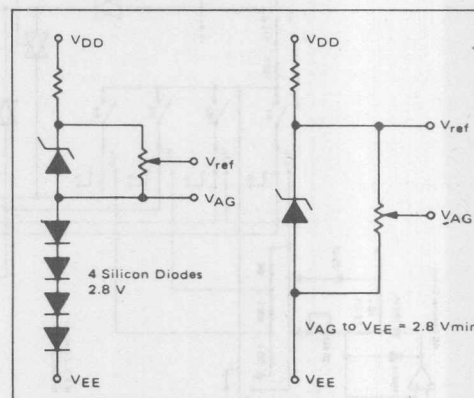 VDD
Vref
VAG
4 Silicon Diodes
2.8 V
VEE
VDD
Vref
VAG
VAG to VEE = 2.8 Vmin
VEE